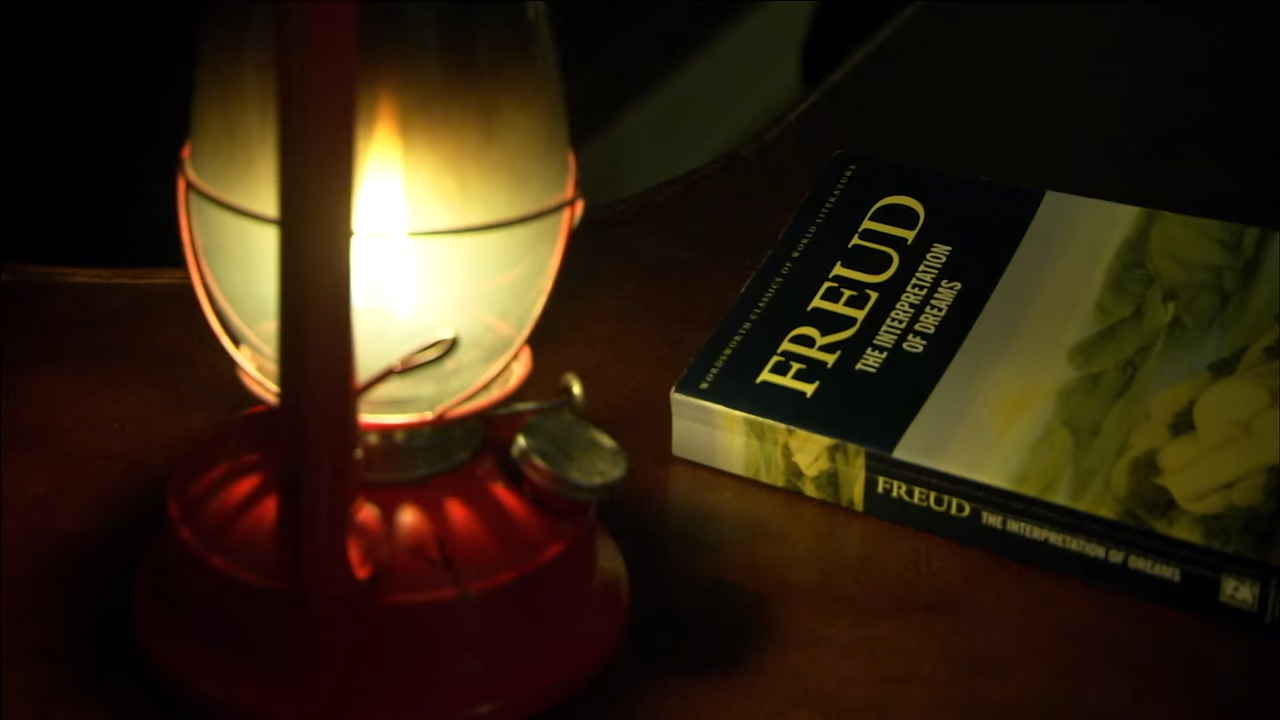 WORDSWORTH CLASSICS OF WORLD LITERATURE
FREUD
THE INTERPRETATION
OF DREAMS
FREUD THE INTERPRETATION OF DREAMS